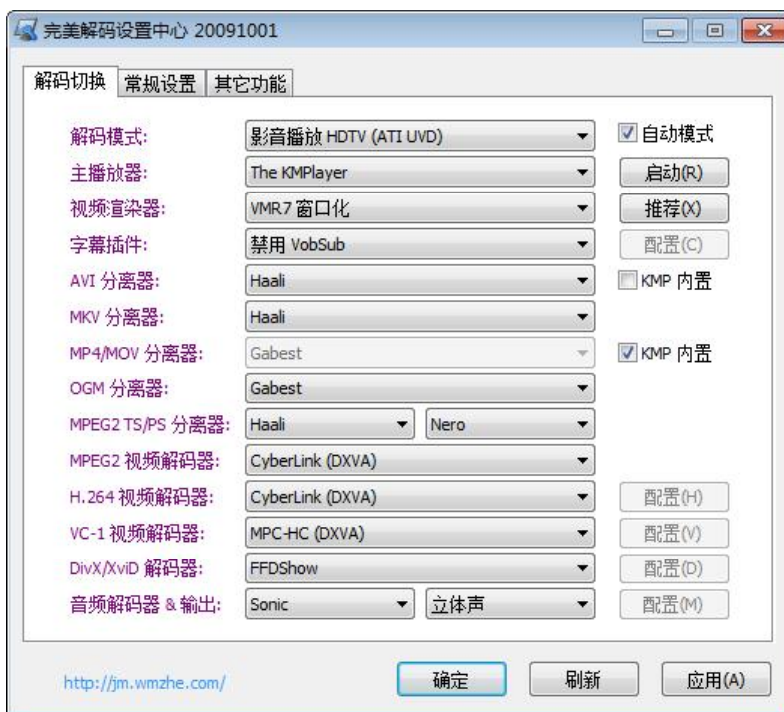 完美解码设置中心 20091001
解码切换 常规设置 其它功能
解码模式: 影音播放 HDTV (ATI UVD) 自动模式
主播放器: The KMPlayer 启动(R)
视频渲染器: VMR7 窗口化 推荐(X)
字幕插件: 禁用 VobSub 配置(C)
AVI 分离器: Haali KMP 内置
MKV 分离器: Haali
MP4/MOV 分离器: Gabest KMP 内置
OGM 分离器: Gabest
MPEG2 TS/PS 分离器: Haali Nero
MPEG2 视频解码器: CyberLink (DXVA)
H.264 视频解码器: CyberLink (DXVA) 配置(H)
VC-1 视频解码器: MPC-HC (DXVA) 配置(V)
DivX/XviD 解码器: FFDShow 配置(D)
音频解码器 & 输出: Sonic 立体声 配置(M)
http://jm.wmzhe.com/ 确定 刷新 应用(A)